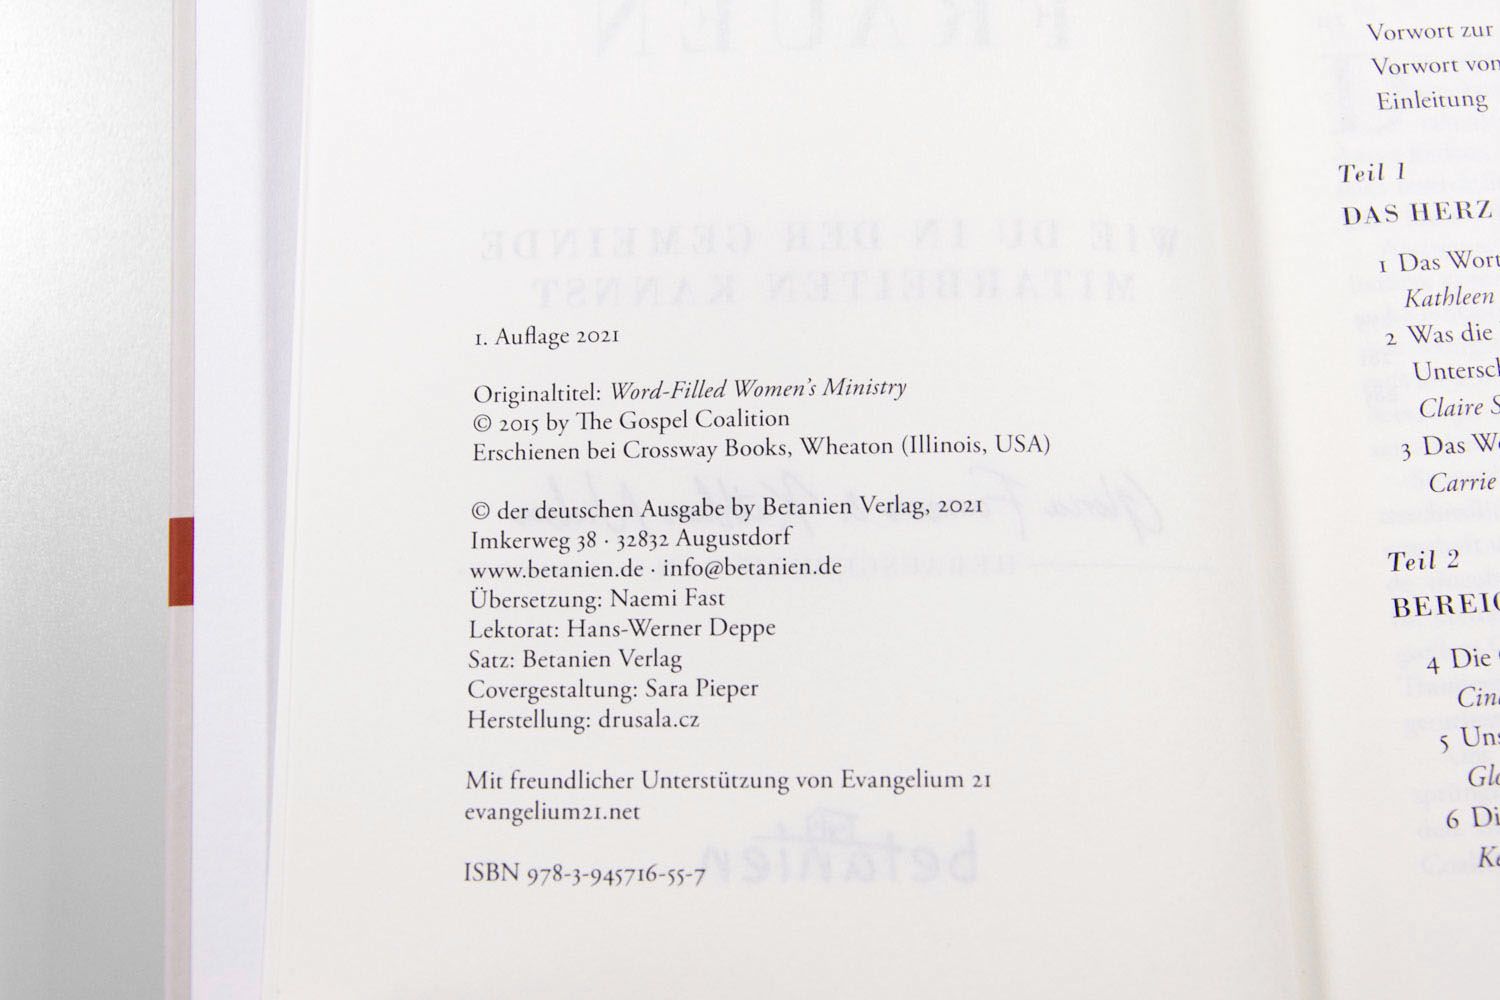 1. Auflage 2021
Originaltitel: Word-Filled Women's Ministry
© 2015 by The Gospel Coalition
Erschienen bei Crossway Books, Wheaton (Illinois, USA)
© der deutschen Ausgabe by Betanien Verlag, 2021
Imkerweg 38 · 32832 Augustdorf
www.betanien.de · info@betanien.de
Übersetzung: Naemi Fast
Lektorat: Hans-Werner Deppe
Satz: Betanien Verlag
Covergestaltung: Sara Pieper
Herstellung: drusala.cz
Mit freundlicher Unterstützung von Evangelium 21
evangelium21.net
ISBN 978-3-945716-55-7
Vorwort zur
Vorwort von
Einleitung
Teil 1
DAS HERZ
1 Das Wort
Kathleen
2 Was die
Claire
3 Das
Carrie
Teil 2
4 Die
5
6